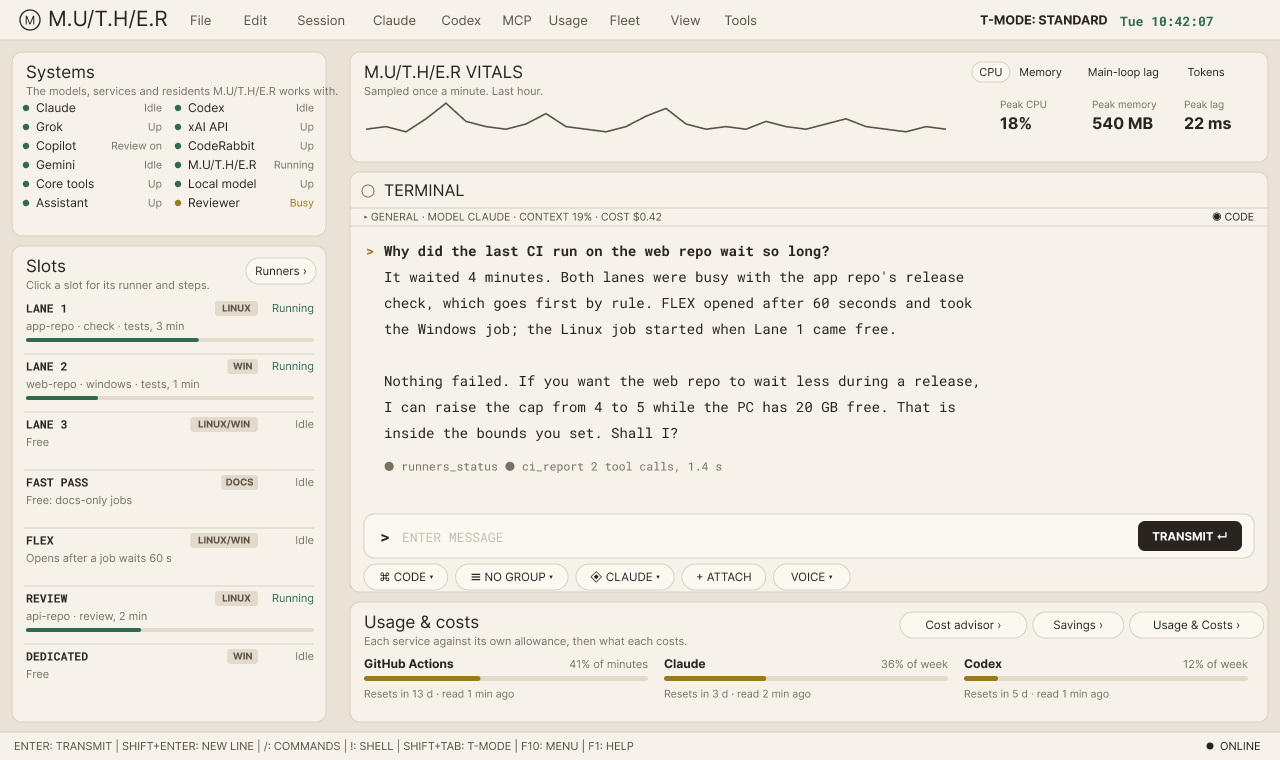 M M.U/T.H/E.R File Edit Session Claude Codex MCP Usage Fleet View Tools T-MODE: STANDARD Tue 10:42:07
Systems
The models, services and residents M.U/T.H/E.R works with.
Claude Idle Codex Idle
Grok Up xAI API Up
Copilot Review on CodeRabbit Up
Gemini Idle M.U/T.H/E.R Running
Core tools Up Local model Up
Assistant Up Reviewer Busy
Slots
Click a slot for its runner and steps.
Runners ›
LANE 1 LINUX Running
app-repo · check · tests, 3 min
LANE 2 WIN Running
web-repo · windows · tests, 1 min
LANE 3 LINUX/WIN Idle
Free
FAST PASS DOCS Idle
Free: docs-only jobs
FLEX LINUX/WIN Idle
Opens after a job waits 60 s
REVIEW LINUX Running
api-repo · review, 2 min
DEDICATED WIN Idle
Free
M.U/T.H/E.R VITALS
Sampled once a minute. Last hour.
CPU Memory Main-loop lag Tokens
Peak CPU Peak memory Peak lag
18% 540 MB 22 ms
TERMINAL
▸ GENERAL · MODEL CLAUDE · CONTEXT 19% · COST $0.42 ◉ CODE
> Why did the last CI run on the web repo wait so long?
It waited 4 minutes. Both lanes were busy with the app repo's release
check, which goes first by rule. FLEX opened after 60 seconds and took
the Windows job; the Linux job started when Lane 1 came free.
Nothing failed. If you want the web repo to wait less during a release,
I can raise the cap from 4 to 5 while the PC has 20 GB free. That is
inside the bounds you set. Shall I?
● runners_status ● ci_report 2 tool calls, 1.4 s
> ENTER MESSAGE TRANSMIT ↵
⌘ CODE ▾ ≡ NO GROUP ▾ ◈ CLAUDE ▾ + ATTACH VOICE ▾
Usage & costs
Each service against its own allowance, then what each costs.
Cost advisor › Savings › Usage & Costs ›
GitHub Actions 41% of minutes Claude 36% of week Codex 12% of week
Resets in 13 d · read 1 min ago Resets in 3 d · read 2 min ago Resets in 5 d · read 1 min ago
ENTER: TRANSMIT | SHIFT+ENTER: NEW LINE | /: COMMANDS | !: SHELL | SHIFT+TAB: T-MODE | F10: MENU | F1: HELP ● ONLINE